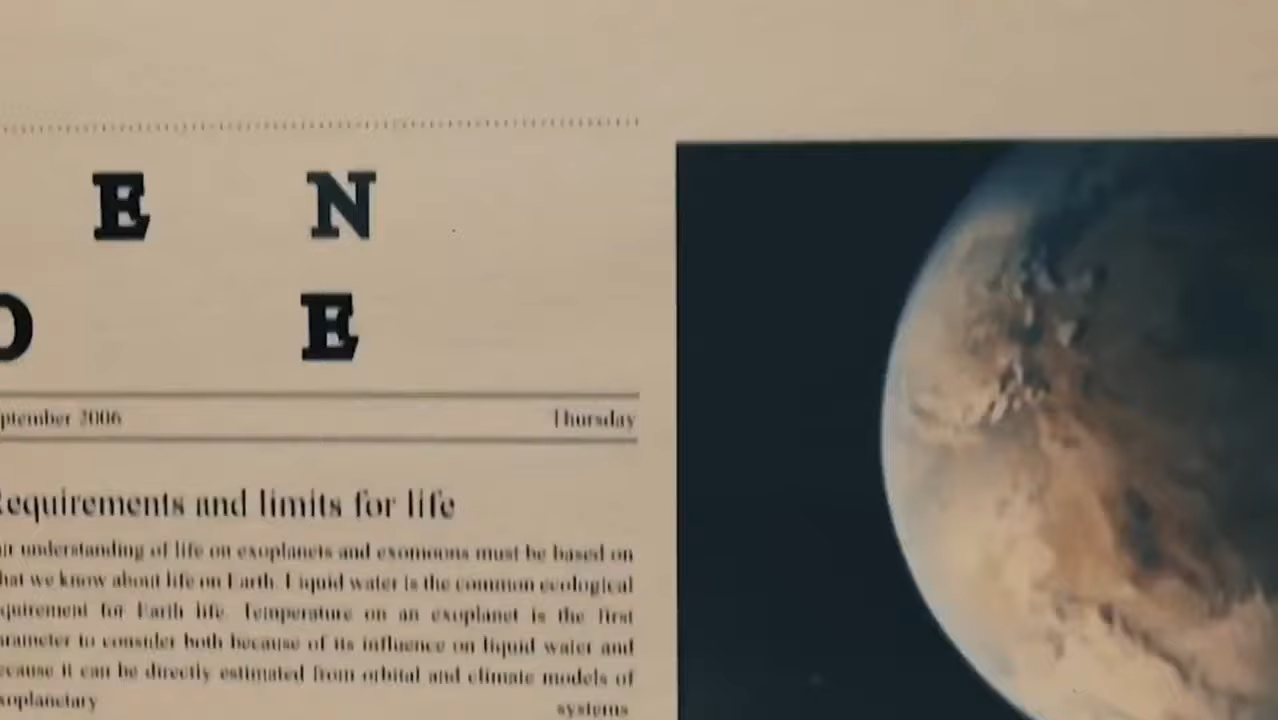 E N
O E
ptember 2006 Thursday
equirements and limits for life
ur understanding of life on exoplanets and exomoons must be based on
hat we know about life on Earth. Liquid water is the common ecological
quirement for Earth life. Temperature on an exoplanet is the first
arameter to consider both because of its influence on liquid water and
ecause it can be directly estimated from orbital and climate models of
xoplanetary systems